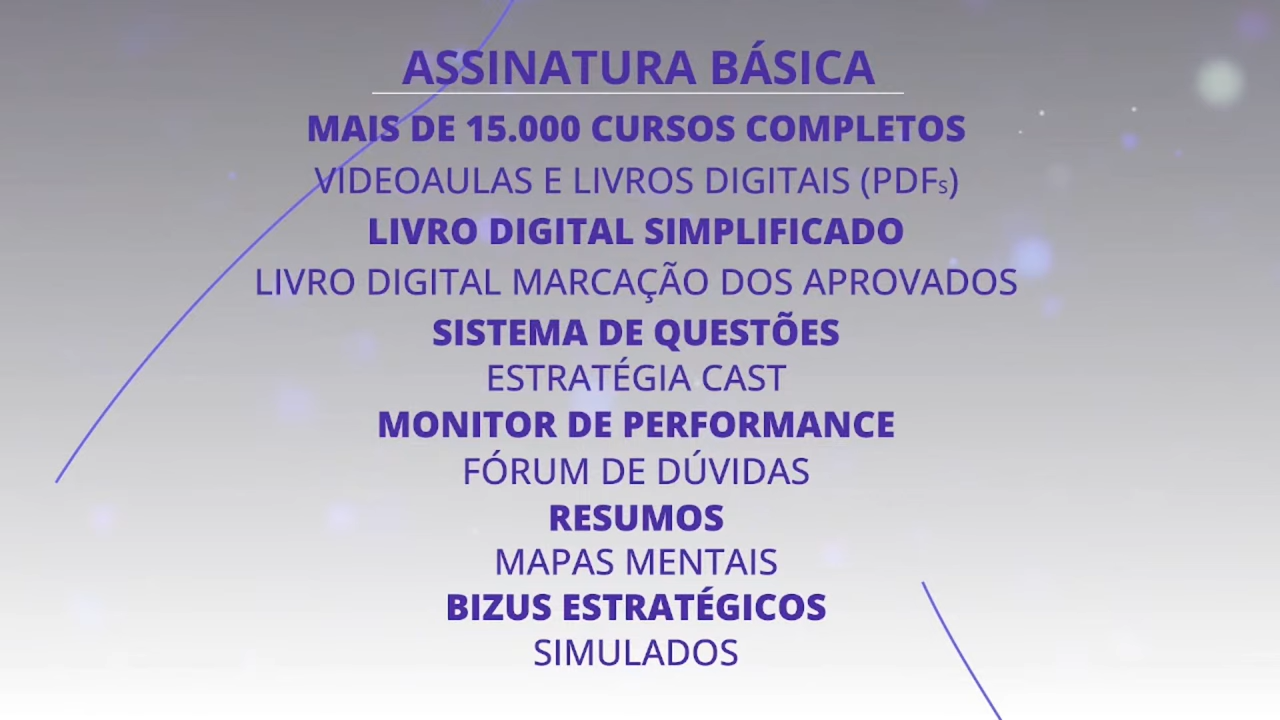 ASSINATURA BÁSICA
MAIS DE 15.000 CURSOS COMPLETOS
VIDEOAULAS E LIVROS DIGITAIS (PDFs)
LIVRO DIGITAL SIMPLIFICADO
LIVRO DIGITAL MARCAÇÃO DOS APROVADOS
SISTEMA DE QUESTÕES
ESTRATÉGIA CAST
MONITOR DE PERFORMANCE
FÓRUM DE DÚVIDAS
RESUMOS
MAPAS MENTAIS
BIZUS ESTRATÉGICOS
SIMULADOS